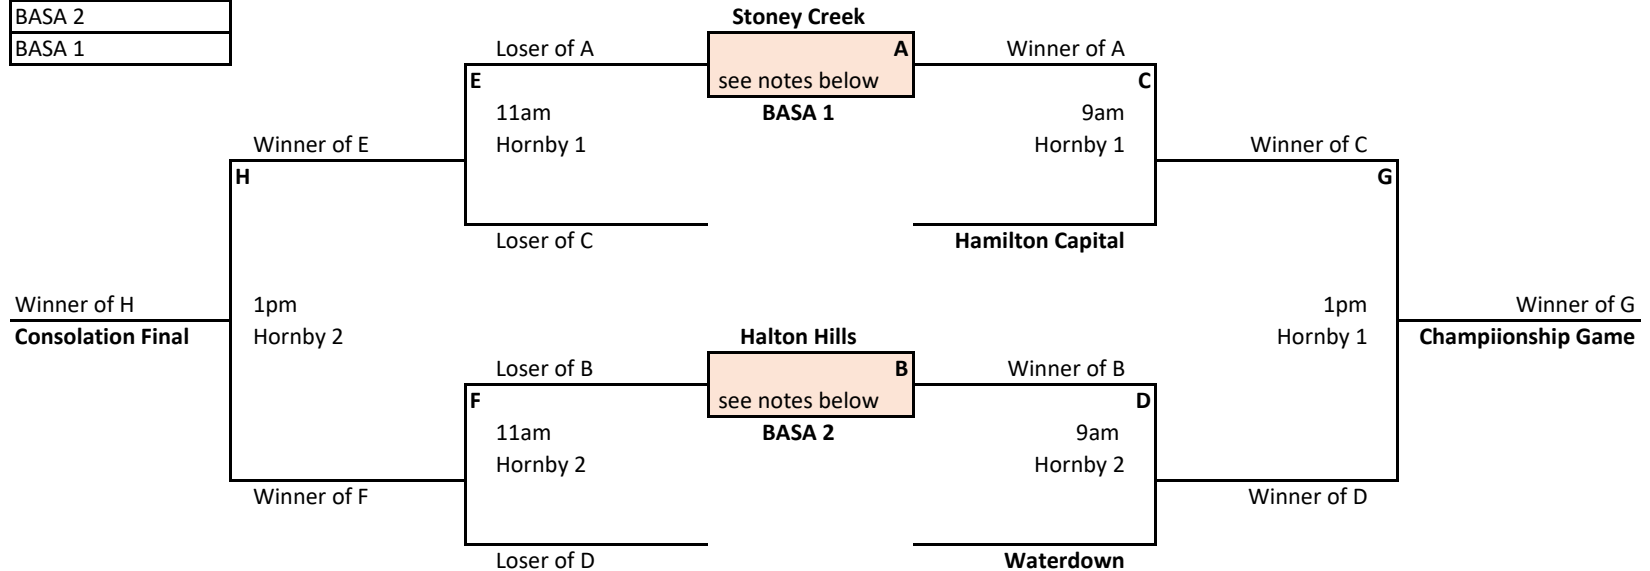 BASA 2
BASA 1
Stoney Creek
Loser of A
A
Winner of A
E
see notes below
C
11am
BASA 1
9am
Winner of E
Hornby 1
Hornby 1
Winner of C
H
G
Loser of C
Hamilton Capital
Winner of H
1pm
1pm
Winner of G
Consolation Final
Hornby 2
Halton Hills
Hornby 1
Champiionship Game
Loser of B
B
Winner of B
F
see notes below
D
11am
BASA 2
9am
Hornby 2
Hornby 2
Winner of F
Winner of D
Loser of D
Waterdown